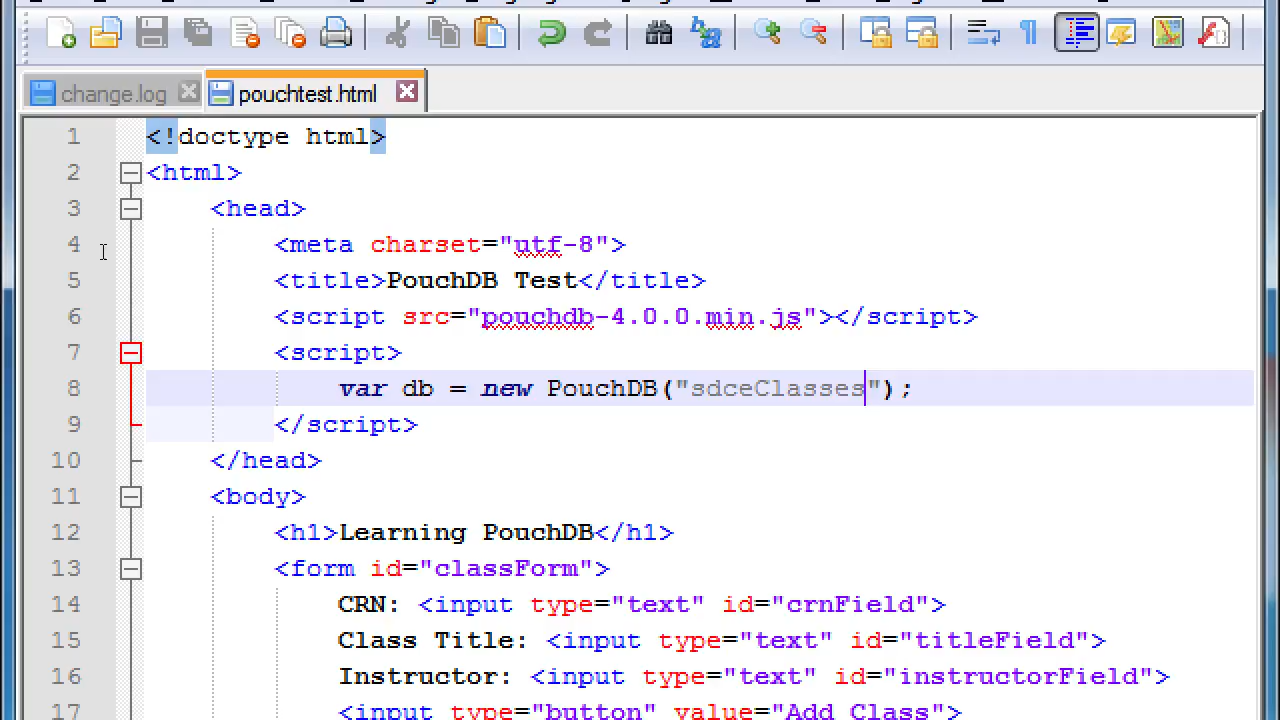 change.log
pouchtest.html
1 <!doctype html>
2 <html>
3 <head>
4 <meta charset="utf-8">
5 <title>PouchDB Test</title>
6 <script src="pouchdb-4.0.0.min.js"></script>
7 <script>
8 var db = new PouchDB("sdceClasses");
9 </script>
10 </head>
11 <body>
12 <h1>Learning PouchDB</h1>
13 <form id="classForm">
14 CRN: <input type="text" id="crnField">
15 Class Title: <input type="text" id="titleField">
16 Instructor: <input type="text" id="instructorField">
17 <input type="button" value="Add Class">